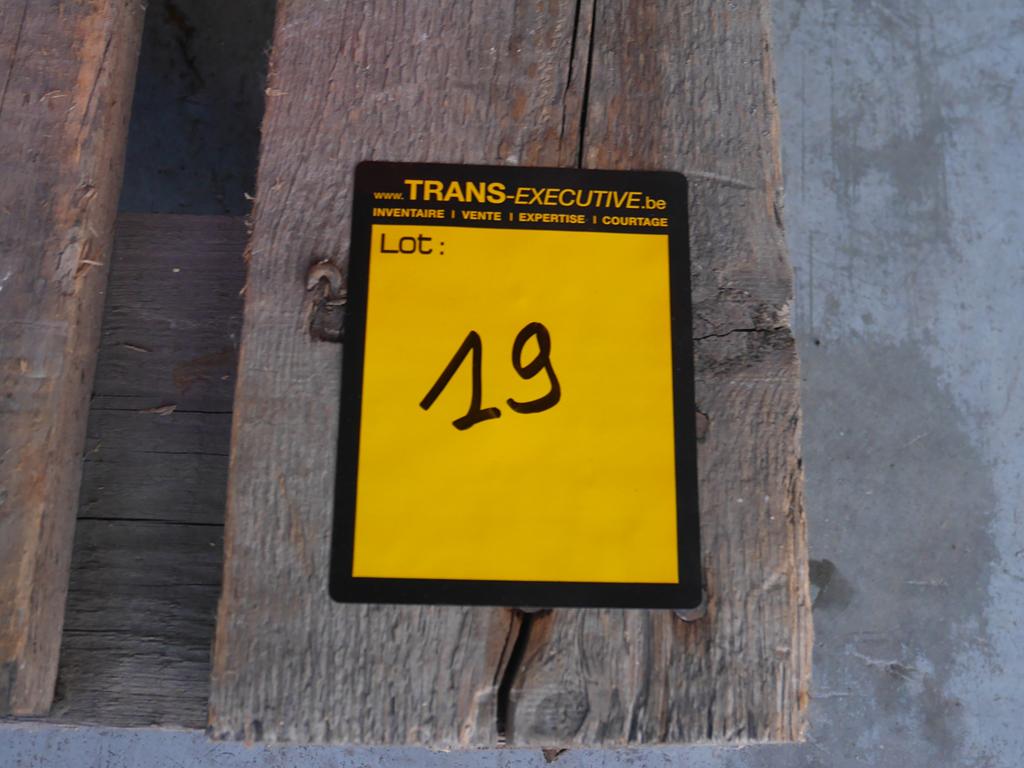 www.TRANS-EXECUTIVE.be
INVENTAIRE I VENTE I EXPERTISE I COURTAGE
Lot:
19